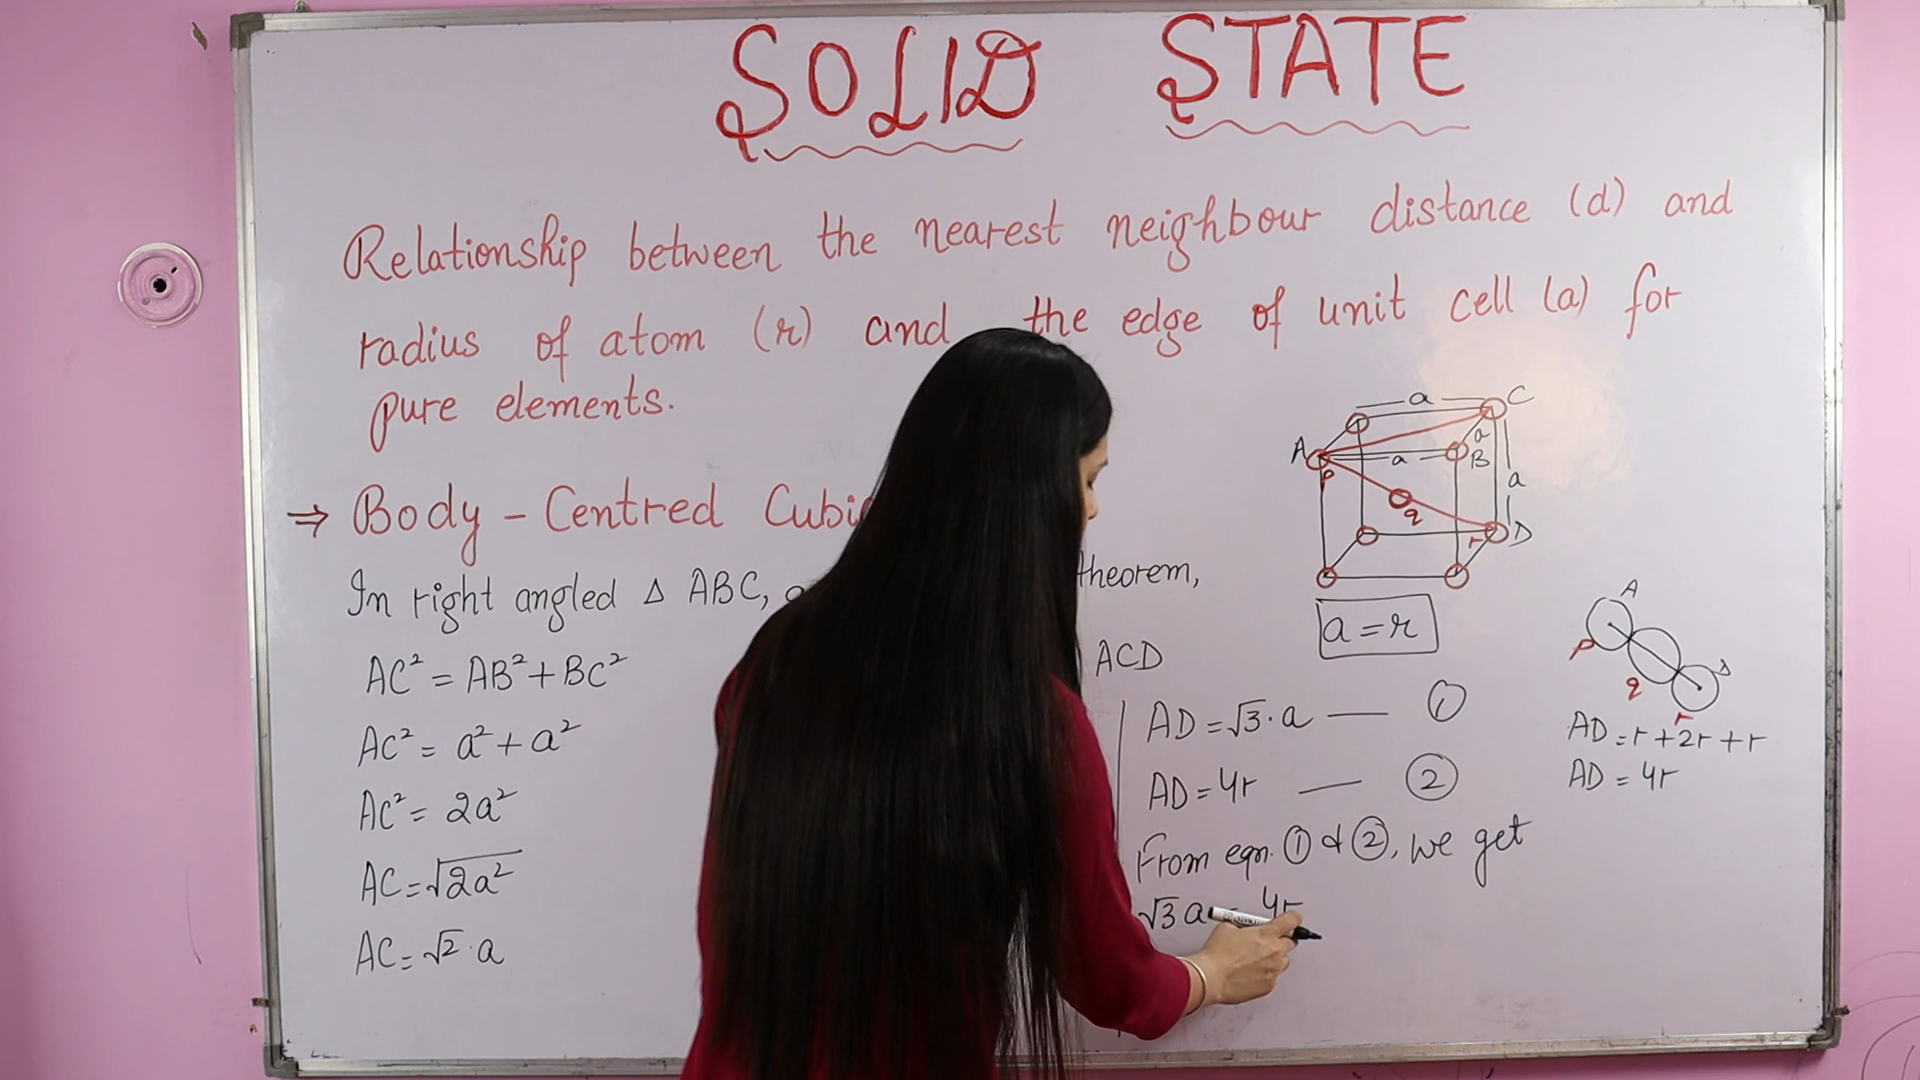 SOLID STATE
Relationship between the nearest neighbour distance (d) and
radius of atom (r) and the edge of unit cell (a) for
pure elements.
⇒ Body - Centred Cubic
In right angled Δ ABC, theorem,
AC² = AB² + BC²
AC² = a² + a²
AC² = 2a²
AC = √2a²
AC = √2 · a
ACD
AD = √3 · a — ①
AD = 4r — ②
From eqn. ① & ②, we get
√3 a = 4r
a
C
A
a
B
a
a
p
q
r
D
a = r
A
p
q
r
AD = r + 2r + r
AD = 4r